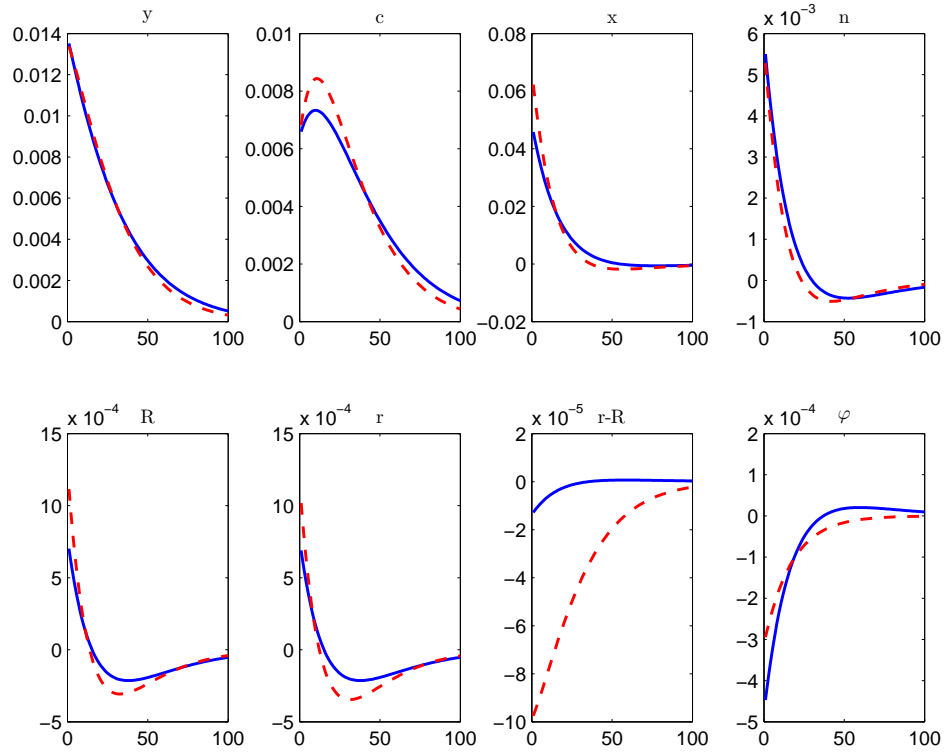 y c x n
0.014 0.01 0.08 x 10⁻³ 6
0.012 0.008 0.06 5
0.01 0.006 0.04 4
0.008 0.004 0.02 3
0.006 0.002 0 2
0.004 0 −0.02 1
0.002 0
0 −1
0 50 100 0 50 100 0 50 100 0 50 100
x 10⁻⁴ R x 10⁻⁴ r x 10⁻⁵ r-R x 10⁻⁴ φ
15 15 2 2
10 10 0 1
5 5 −2 0
0 0 −4 −1
−5 −5 −6 −2
−8 −3
−10 −4
−5
0 50 100 0 50 100 0 50 100 0 50 100